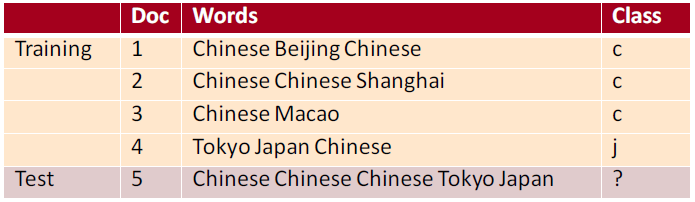 Doc Words Class
Training 1 Chinese Beijing Chinese c
2 Chinese Chinese Shanghai c
3 Chinese Macao c
4 Tokyo Japan Chinese j
Test 5 Chinese Chinese Chinese Tokyo Japan ?